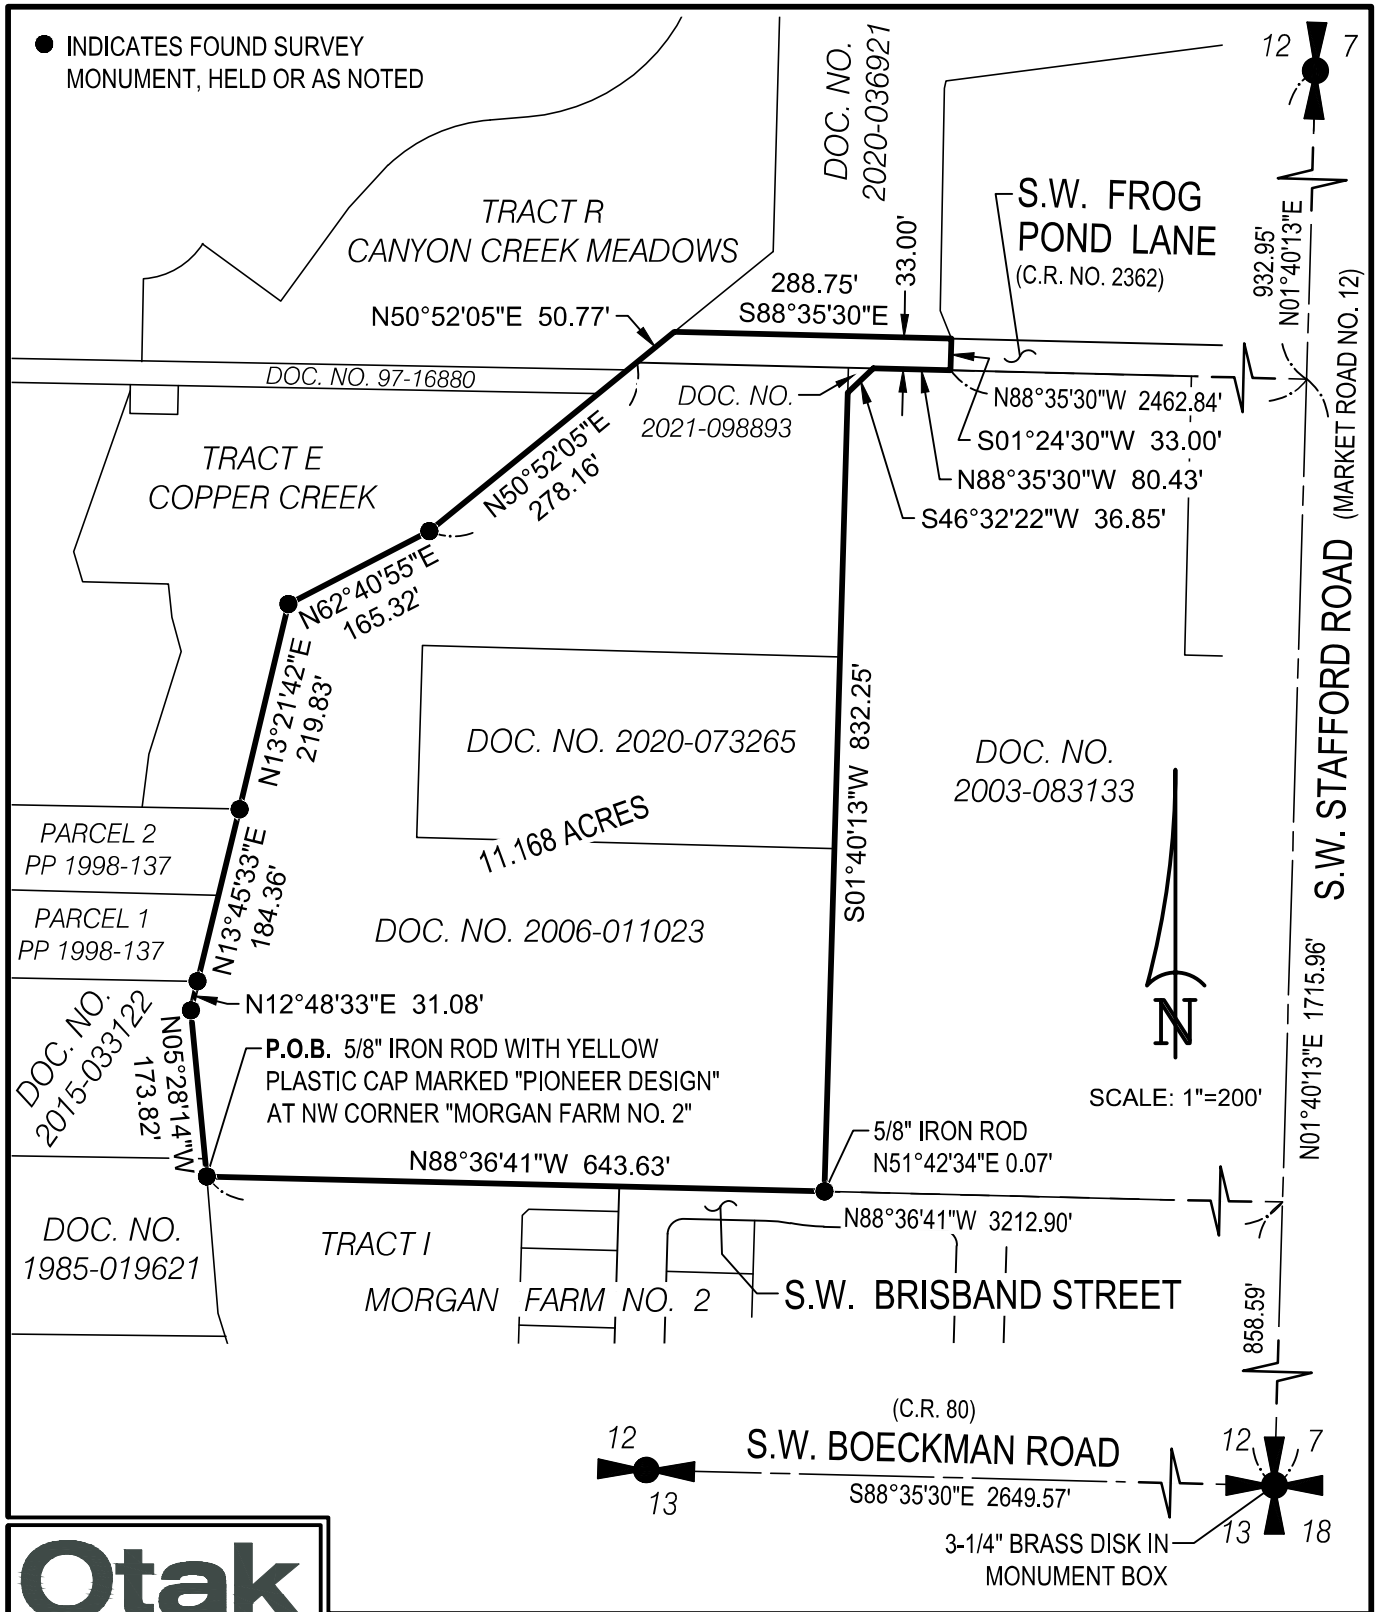 INDICATES FOUND SURVEY
MONUMENT, HELD OR AS NOTED
DOC. NO.
2020-036921
12
7
TRACT R
CANYON CREEK MEADOWS
S.W. FROG
POND LANE
(C.R. NO. 2362)
932.95'
N01°40'13"E
288.75'
S88°35'30"E
33.00'
N50°52'05"E 50.77'
DOC. NO. 97-16880
DOC. NO.
2021-098893
N88°35'30"W 2462.84'
S01°24'30"W 33.00'
N88°35'30"W 80.43'
S46°32'22"W 36.85'
S.W. STAFFORD ROAD (MARKET ROAD NO. 12)
TRACT E
COPPER CREEK
N50°52'05"E
278.16'
N62°40'55"E
165.32'
N13°21'42"E
219.83'
DOC. NO. 2020-073265
S01°40'13"W 832.25'
DOC. NO.
2003-083133
11.168 ACRES
PARCEL 2
PP 1998-137
N13°45'33"E
184.36'
PARCEL 1
PP 1998-137
DOC. NO. 2006-011023
N01°40'13"E 1715.96'
N
SCALE: 1"=200'
DOC. NO.
2015-033122
N12°48'33"E 31.08'
N05°28'14"W
173.82'
P.O.B. 5/8" IRON ROD WITH YELLOW
PLASTIC CAP MARKED "PIONEER DESIGN"
AT NW CORNER "MORGAN FARM NO. 2"
N88°36'41"W 643.63'
5/8" IRON ROD
N51°42'34"E 0.07'
N88°36'41"W 3212.90'
DOC. NO.
1985-019621
TRACT I
MORGAN FARM NO. 2
S.W. BRISBAND STREET
858.59'
(C.R. 80)
S.W. BOECKMAN ROAD
S88°35'30"E 2649.57'
12
13
12
7
13
18
3-1/4" BRASS DISK IN
MONUMENT BOX
Otak